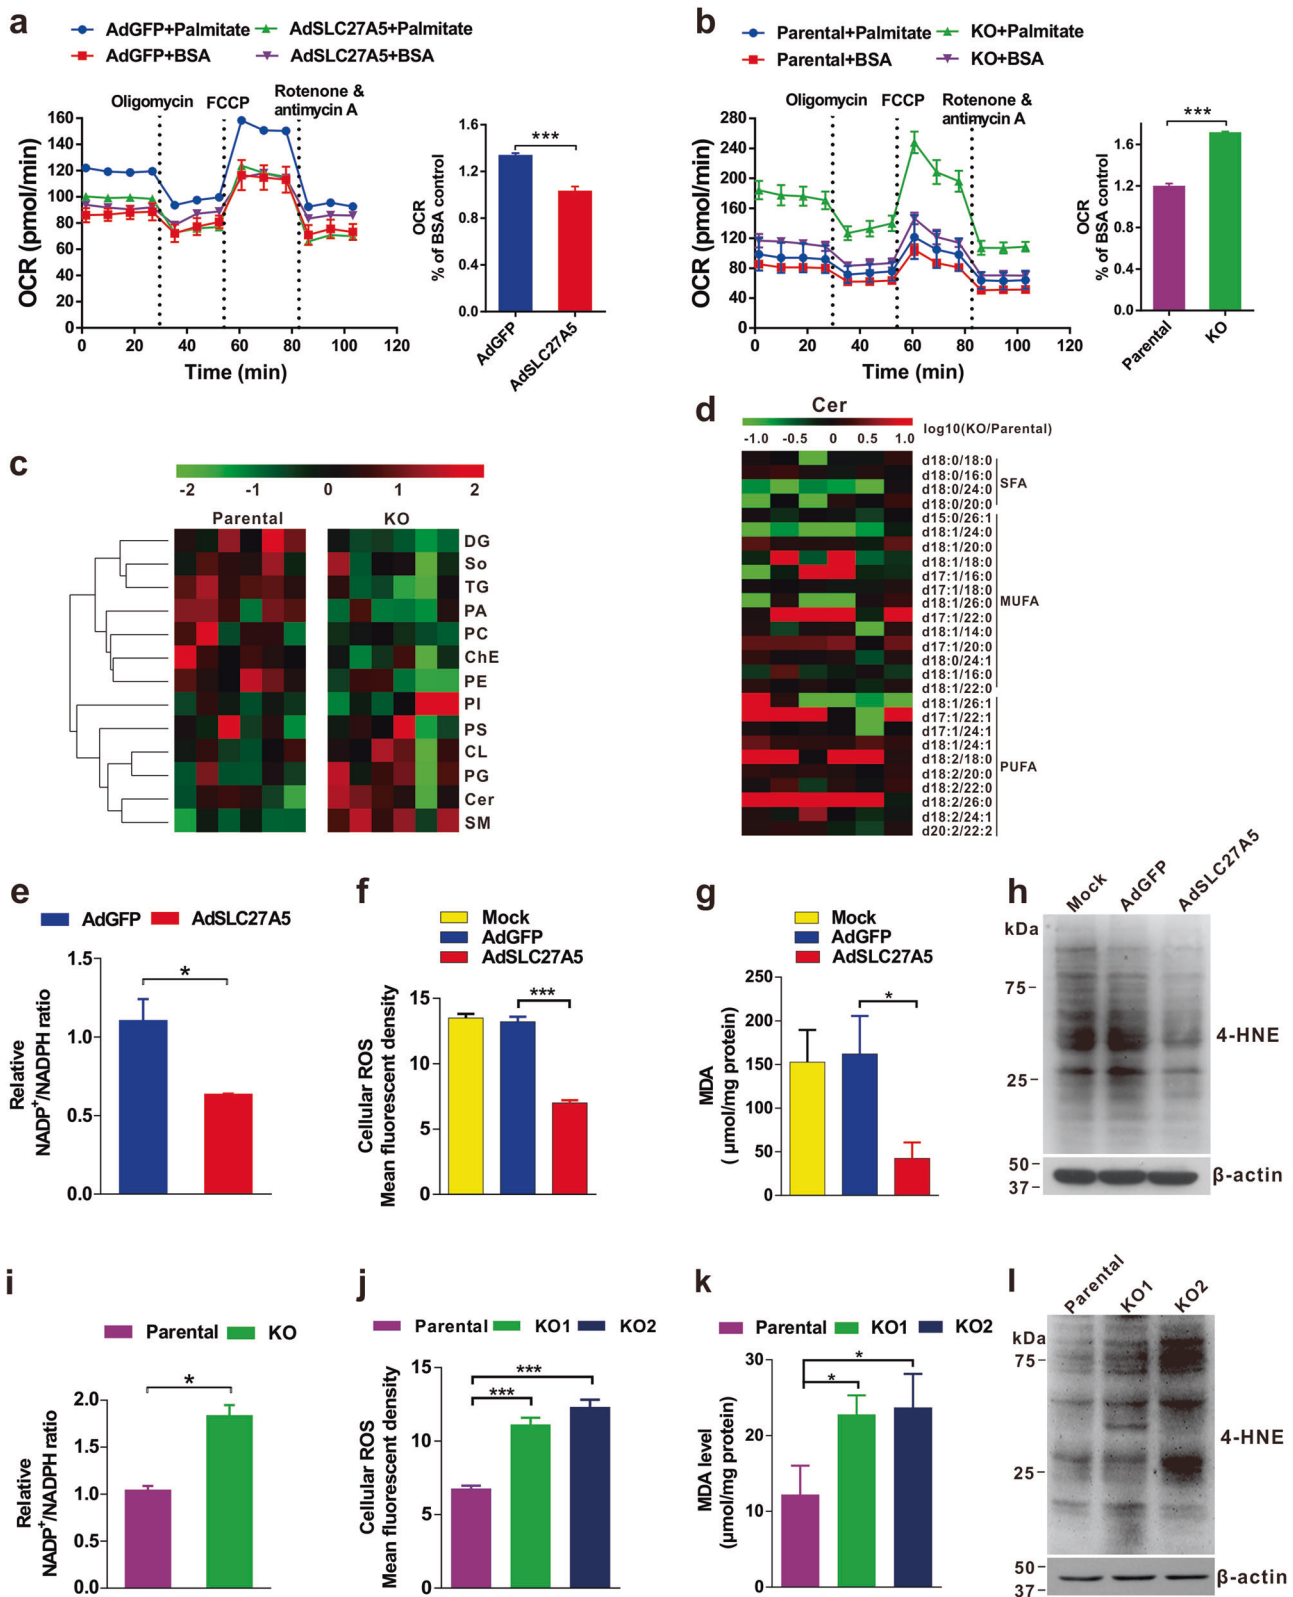 a
AdGFP+Palmitate
AdSLC27A5+Palmitate
AdGFP+BSA
AdSLC27A5+BSA
Oligomycin
FCCP
Rotenone &
antimycin A
OCR (pmol/min)
160
140
120
100
80
60
40
20
0
0 20 40 60 80 100 120
Time (min)
OCR
% of BSA control
1.6
1.2
0.8
0.4
0.0
***
AdGFP
AdSLC27A5
b
Parental+Palmitate
KO+Palmitate
Parental+BSA
KO+BSA
Oligomycin
FCCP
Rotenone &
antimycin A
OCR (pmol/min)
280
240
200
160
120
80
40
0
0 20 40 60 80 100 120
Time (min)
OCR
% of BSA control
1.6
1.2
0.8
0.4
0.0
***
Parental
KO
c
-2 -1 0 1 2
Parental
KO
DG
So
TG
PA
PC
ChE
PE
PI
PS
CL
PG
Cer
SM
d
Cer
log10(KO/Parental)
-1.0 -0.5 0 0.5 1.0
d18:0/18:0
d18:0/16:0
d18:0/24:0
d18:0/20:0
d15:0/26:1
d18:1/24:0
d18:1/20:0
d18:1/18:0
d17:1/16:0
d17:1/18:0
d18:1/26:0
d17:1/22:0
d18:1/14:0
d17:1/20:0
d18:0/24:1
d18:1/16:0
d18:1/22:0
d18:1/26:1
d17:1/22:1
d17:1/24:1
d18:1/24:1
d18:2/18:0
d18:2/20:0
d18:2/22:0
d18:2/26:0
d18:2/24:1
d20:2/22:2
SFA
MUFA
PUFA
e
AdGFP
AdSLC27A5
Relative
NADP+/NADPH ratio
1.5
1.0
0.5
0.0
*
f
Mock
AdGFP
AdSLC27A5
Cellular ROS
Mean fluorescent density
15
10
5
0
***
g
Mock
AdGFP
AdSLC27A5
MDA
( μmol/mg protein)
250
200
150
100
50
0
*
h
Mock
AdGFP
AdSLC27A5
kDa
75
25
4-HNE
50
37
β-actin
i
Parental
KO
Relative
NADP+/NADPH ratio
2.0
1.5
1.0
0.5
0.0
*
j
Parental
KO1
KO2
Cellular ROS
Mean fluorescent density
15
10
5
0
***
***
k
Parental
KO1
KO2
MDA level
(μmol/mg protein)
30
20
10
0
*
*
l
Parental
KO1
KO2
kDa
75
25
4-HNE
50
37
β-actin